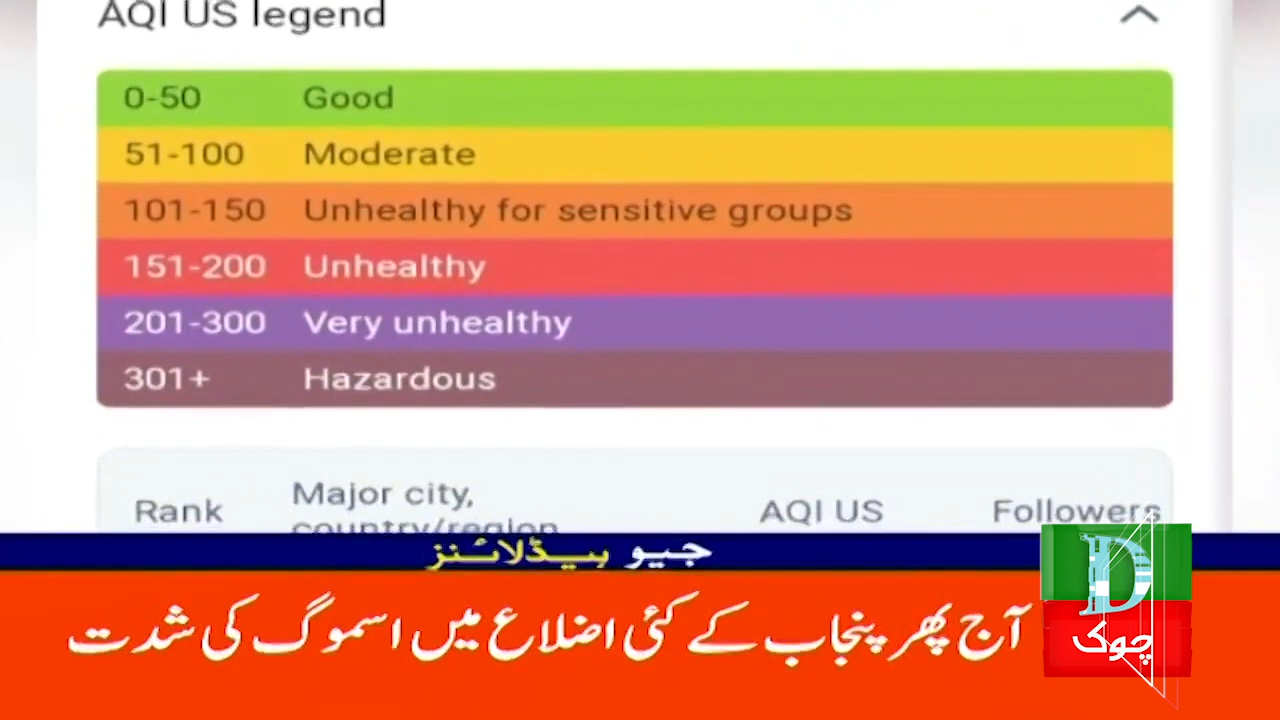 AQI US legend
0-50 Good
51-100 Moderate
101-150 Unhealthy for sensitive groups
151-200 Unhealthy
201-300 Very unhealthy
301+ Hazardous
Rank Major city, country/region AQI US Followers
جیو ہیڈلائنز
آج پھر پنجاب کے کئی اضلاع میں اسموگ کی شدت
D
چوک